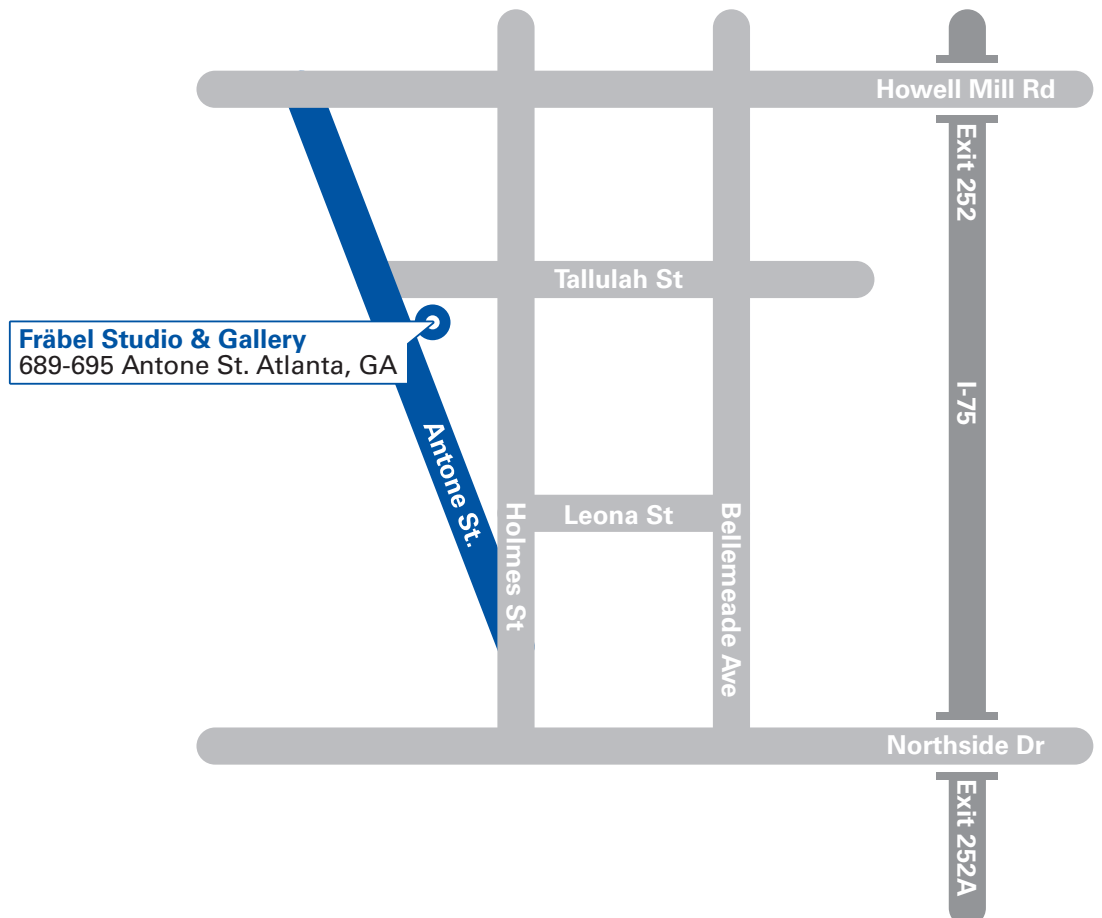 Howell Mill Rd
Exit 252
Tallulah St
Fräbel Studio & Gallery
689-695 Antone St. Atlanta, GA
I-75
Antone St.
Holmes St
Leona St
Bellemeade Ave
Northside Dr
Exit 252A